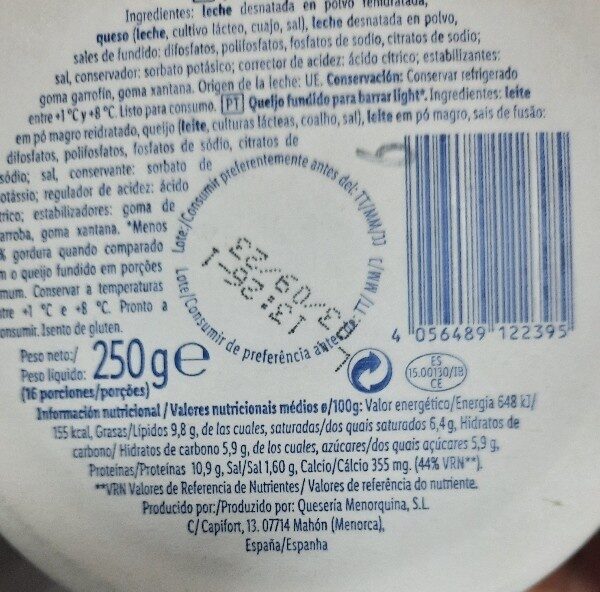 Ingredientes: leche desnatada en polvo rehidratada,
queso (leche, cultivo lácteo, cuajo, sal), leche desnatada en polvo,
sales de fundido: difosfatos, polifosfatos, fosfatos de sodio, citratos de sodio;
sal, conservador: sorbato potásico; corrector de acidez: ácido cítrico; estabilizantes:
goma garrofín, goma xantana. Origen de la leche: UE. Conservación: Conservar refrigerado
entre +1 °C y +8 °C. Listo para consumo. PT Queijo fundido para barrar light*. Ingredientes: leite
em pó magro reidratado, queijo (leite, culturas lácteas, coalho, sal), leite em pó magro, sais de fusão:
difosfatos, polifosfatos, fosfatos de sódio, citratos de
sódio; sal, conservante: sorbato de
otássio; regulador de acidez: ácido
trico; estabilizadores: goma de
arroba, goma xantana. *Menos
% gordura quando comparado
m o queijo fundido em porções
mum. Conservar a temperaturas
tre +1 °C e +8 °C. Pronto a
onsumir. Isento de glúten.
Lote:/Consumir preferentemente antes del: TT/MM/JJ
Lote/Consumir de preferência antes de: TT/ MM/J
4 056489 122395
Peso neto:/
Peso líquido:
250 g e
(16 porciones/porções)
ES
15.00130/IB
CE
Información nutricional / Valores nutricionais médios ø/100g: Valor energético/Energia 648 kJ/
155 kcal, Grasas/Lípidos 9,8 g, de las cuales, saturadas/dos quais saturados 6,4 g, Hidratos de
carbono/ Hidratos de carbono 5,9 g, de los cuales, azúcares/dos quais açúcares 5,9 g,
Proteínas/Proteínas 10,9 g, Sal/Sal 1,60 g, Calcio/Cálcio 355 mg. (44% VRN**).
**VRN Valores de Referencia de Nutrientes/ Valores de referência do nutriente.
Producido por:/Produzido por: Quesería Menorquina, S.L.
C/ Capifort, 13. 07714 Mahón (Menorca),
España/Espanha